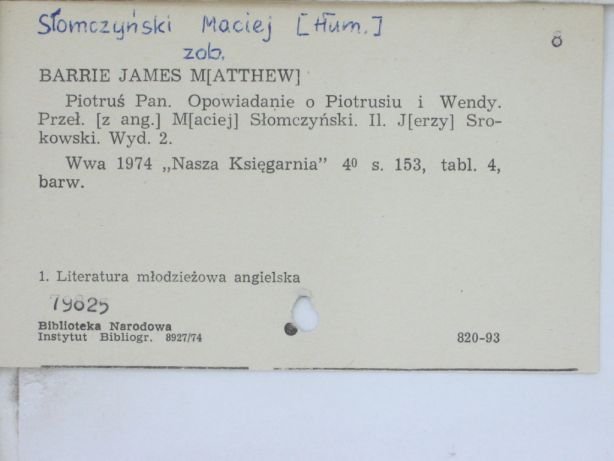 Słomczyński Maciej [tłum.]
zob.
8
BARRIE JAMES M[ATTHEW]
Piotruś Pan. Opowiadanie o Piotrusiu i Wendy.
Przeł. [z ang.] M[aciej] Słomczyński. Il. J[erzy] Sro-
kowski. Wyd. 2.
Wwa 1974 „Nasza Księgarnia” 4⁰ s. 153, tabl. 4,
barw.
1. Literatura młodzieżowa angielska
79825
Biblioteka Narodowa
Instytut Bibliogr. 8927/74
820-93